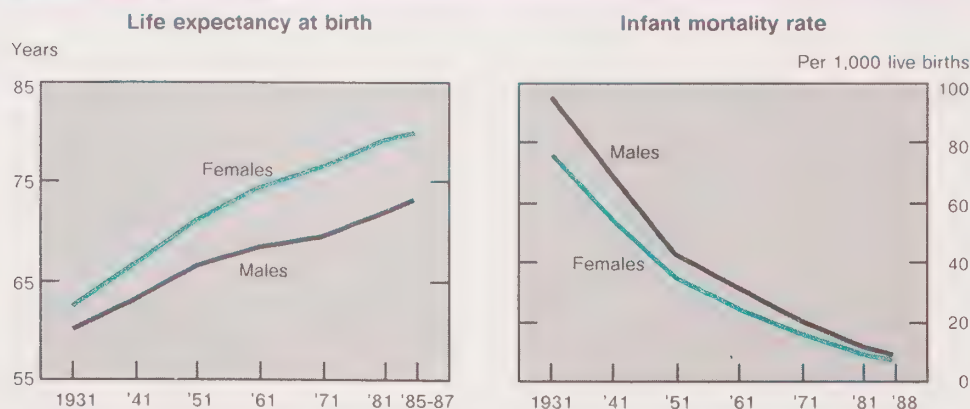 Life expectancy at birth
Years
85
75
65
55
Females
Males
1931 '41 '51 '61 '71 '81 '85-87
Infant mortality rate
Per 1,000 live births
100
80
60
40
20
0
Males
Females
1931 '41 '51 '61 '71 '81 '88